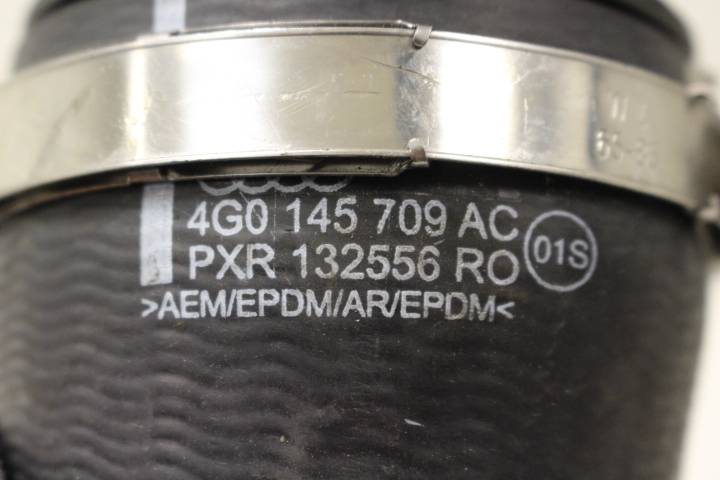 4G0 145 709 AC
PXR 132556 RO
01S
>AEM/EPDM/AR/EPDM<